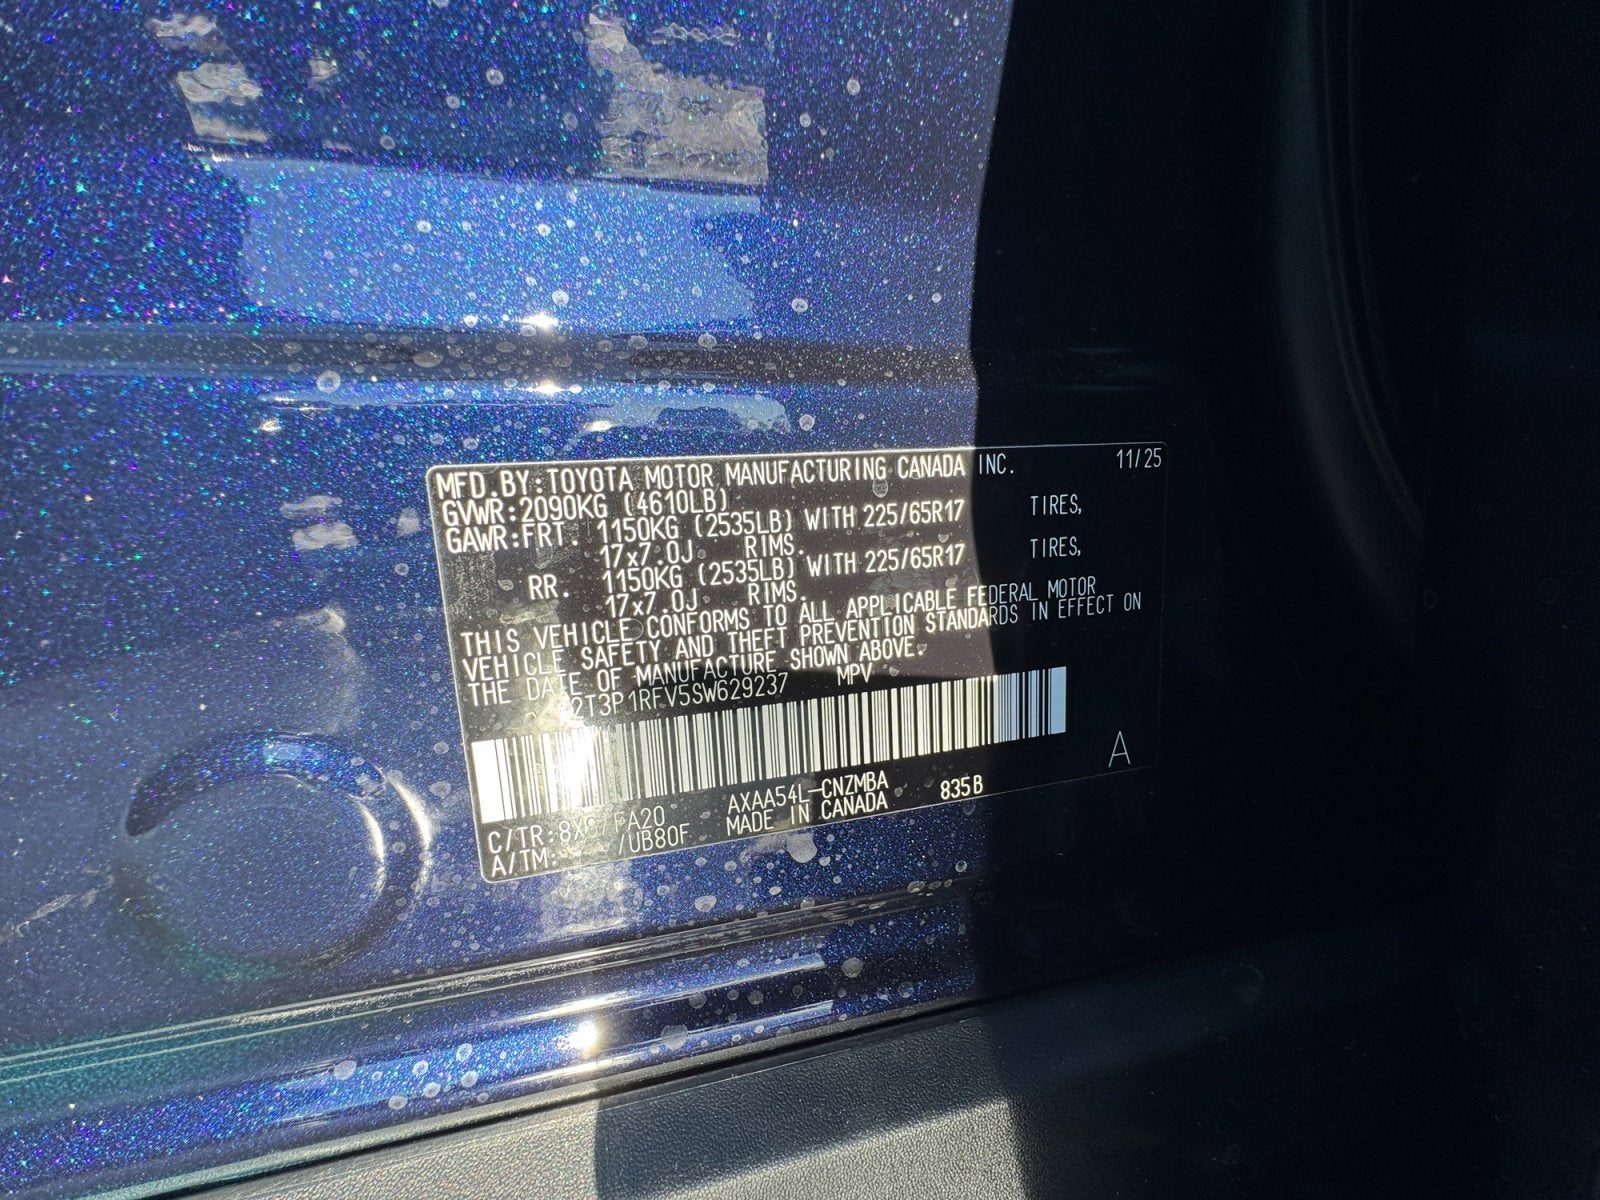 MFD.BY:TOYOTA MOTOR MANUFACTURING CANADA INC. 11/25
GVWR:2090KG (4610LB)
GAWR:FRT. 1150KG (2535LB) WITH 225/65R17 TIRES,
17x7.0J RIMS.
RR. 1150KG (2535LB) WITH 225/65R17 TIRES,
17x7.0J RIMS.
THIS VEHICLE CONFORMS TO ALL APPLICABLE FEDERAL MOTOR
VEHICLE SAFETY AND THEFT PREVENTION STANDARDS IN EFFECT ON
THE DATE OF MANUFACTURE SHOWN ABOVE.
2T3P1RFV5SW629237 MPV
A
C/TR: FA20 AXAA54L-CNZMBA 835B
A/TM: /UB80F MADE IN CANADA